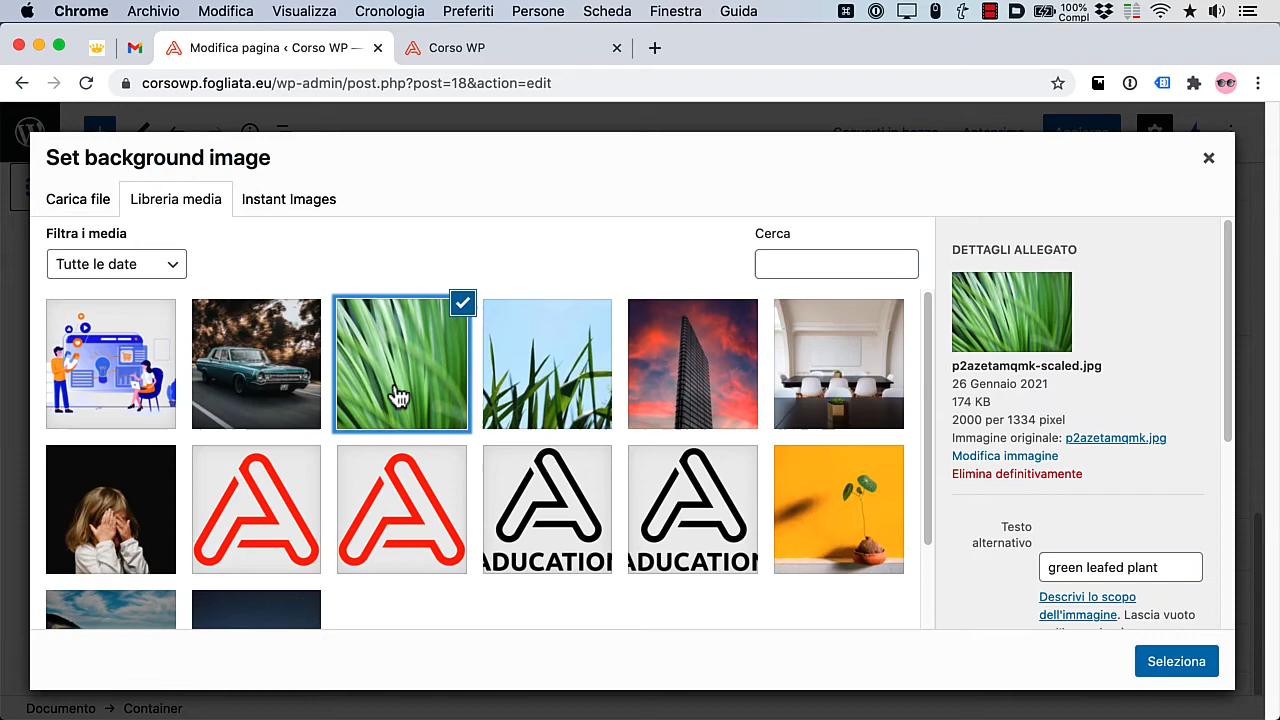 Chrome Archivio Modifica Visualizza Cronologia Preferiti Persone Scheda Finestra Guida 100% Compl
Modifica pagina ‹ Corso WP — Corso WP
corsowp.fogliata.eu/wp-admin/post.php?post=18&action=edit
Set background image
Carica file Libreria media Instant Images
Filtra i media Cerca
Tutte le date
DETTAGLI ALLEGATO
p2azetamqmk-scaled.jpg
26 Gennaio 2021
174 KB
2000 per 1334 pixel
Immagine originale: p2azetamqmk.jpg
Modifica immagine
Elimina definitivamente
ADUCATION ADUCATION
Testo alternativo
green leafed plant
Descrivi lo scopo
dell'immagine. Lascia vuoto
Seleziona
Documento → Container